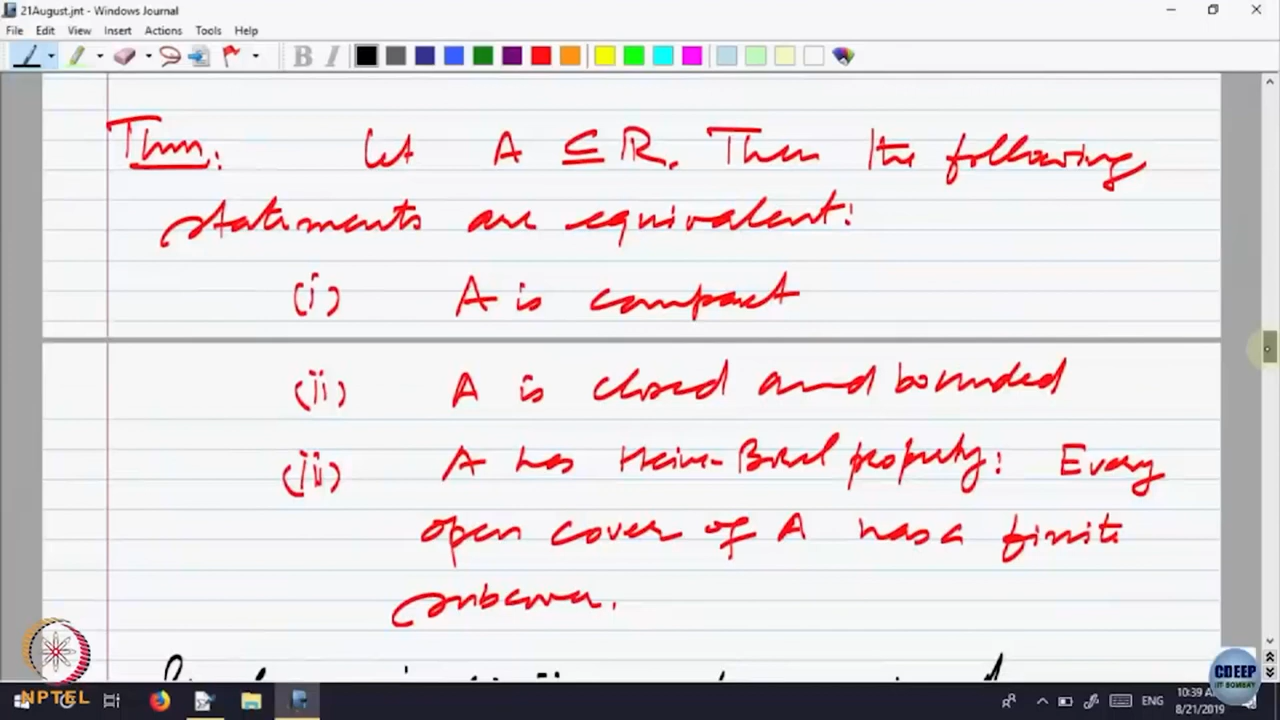 21August.jnt - Windows Journal
File Edit View Insert Actions Tools Help
B I
Thm: Let A ⊆ ℝ. Then the following
statements are equivalent:
(i) A is compact
(ii) A is closed and bounded
(iii) A has Heine-Borel property: Every
open cover of A has a finite
subcover.
NPTEL
CDEEP
IIT BOMBAY
ENG
10:39 A
8/21/2019